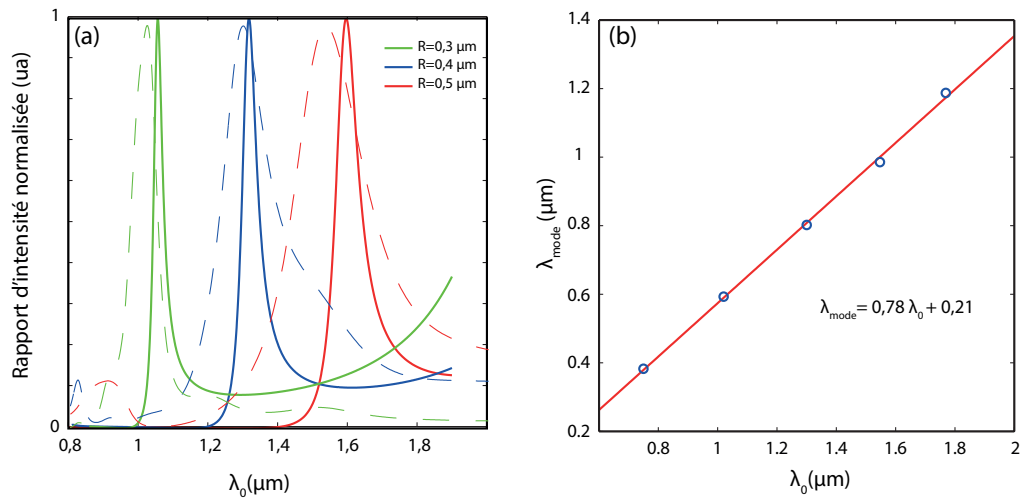 (a)
R=0,3 µm
R=0,4 µm
R=0,5 µm
Rapport d'intensité normalisée (ua)
1
0
0,8
1
1,2
1,4
1,6
1,8
λ0(µm)
(b)
λmode= 0,78 λ0 + 0,21
λmode (µm)
1.4
1.2
1
0.8
0.6
0.4
0.2
0.8
1
1.2
1.4
1.6
1.8
2
λ0(µm)